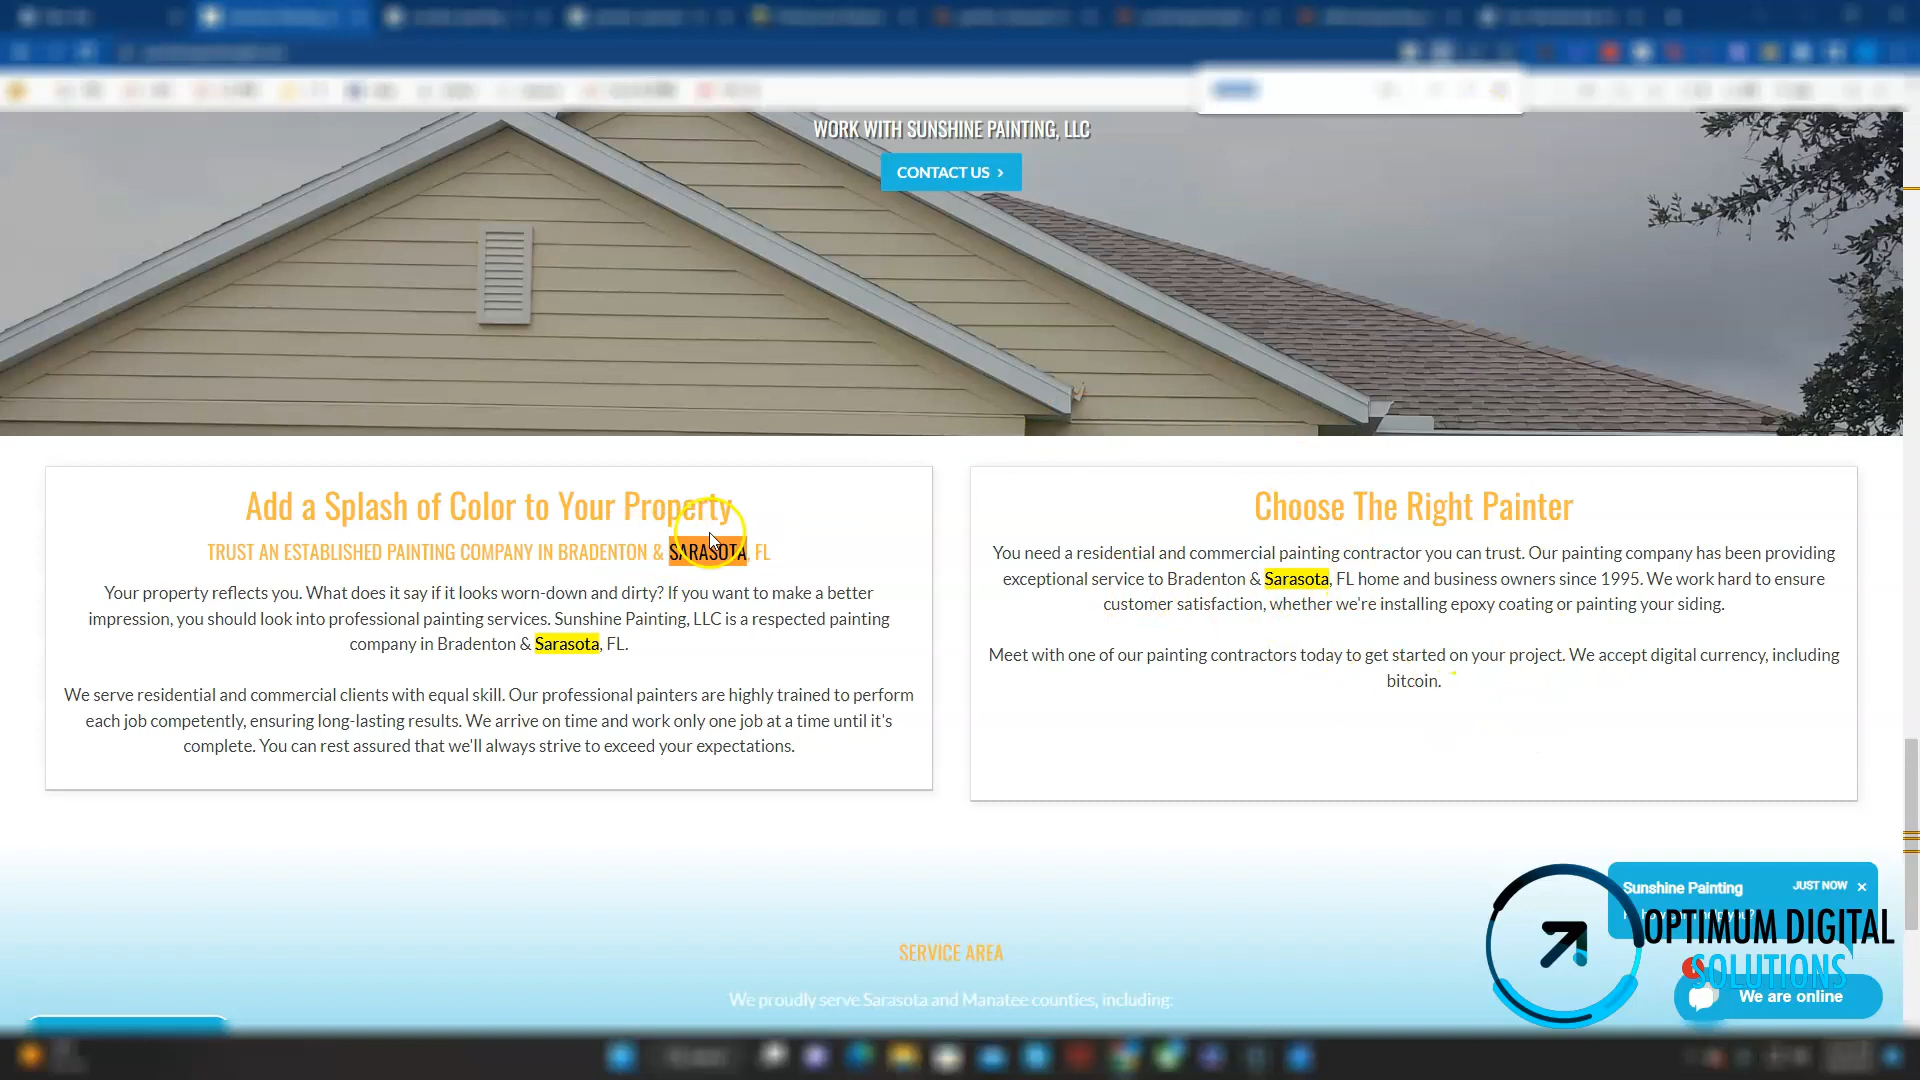 WORK WITH SUNSHINE PAINTING, LLC
CONTACT US
Add a Splash of Color to Your Property
TRUST AN ESTABLISHED PAINTING COMPANY IN BRADENTON & SARASOTA, FL
Your property reflects you. What does it say if it looks worn-down and dirty? If you want to make a better
impression, you should look into professional painting services. Sunshine Painting, LLC is a respected painting
company in Bradenton & Sarasota, FL.
We serve residential and commercial clients with equal skill. Our professional painters are highly trained to perform
each job competently, ensuring long-lasting results. We arrive on time and work only one job at a time until it's
complete. You can rest assured that we'll always strive to exceed your expectations.
Choose The Right Painter
You need a residential and commercial painting contractor you can trust. Our painting company has been providing
exceptional service to Bradenton & Sarasota, FL home and business owners since 1995. We work hard to ensure
customer satisfaction, whether we're installing epoxy coating or painting your siding.
Meet with one of our painting contractors today to get started on your project. We accept digital currency, including
bitcoin.
SERVICE AREA
We proudly serve Sarasota and Manatee counties, including:
Sunshine Painting JUST NOW
OPTIMUM DIGITAL
SOLUTIONS
We are online